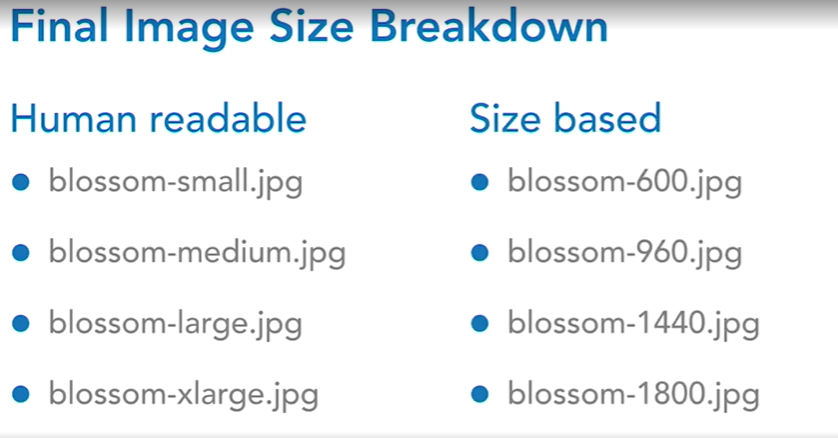 Final Image Size Breakdown
Human readable
• blossom-small.jpg
• blossom-medium.jpg
• blossom-large.jpg
• blossom-xlarge.jpg
Size based
• blossom-600.jpg
• blossom-960.jpg
• blossom-1440.jpg
• blossom-1800.jpg